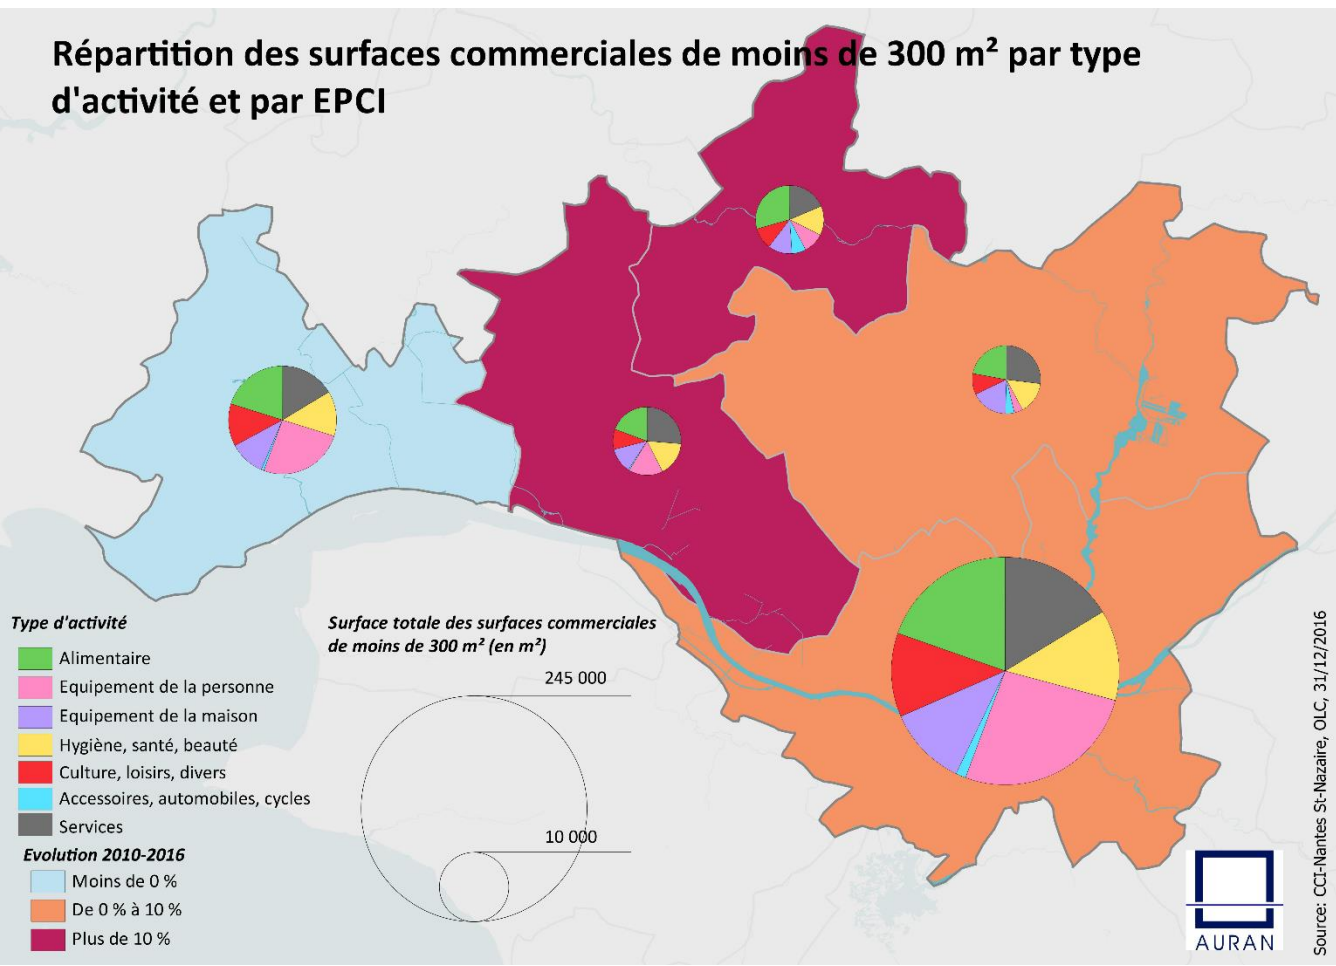 Répartition des surfaces commerciales de moins de 300 m² par type
d'activité et par EPCI
Type d'activité
Alimentaire
Equipement de la personne
Equipement de la maison
Hygiène, santé, beauté
Culture, loisirs, divers
Accessoires, automobiles, cycles
Services
Evolution 2010-2016
Moins de 0 %
De 0 % à 10 %
Plus de 10 %
Surface totale des surfaces commerciales
de moins de 300 m² (en m²)
245 000
10 000
AURAN
Source: CCI-Nantes St-Nazaire, OLC, 31/12/2016